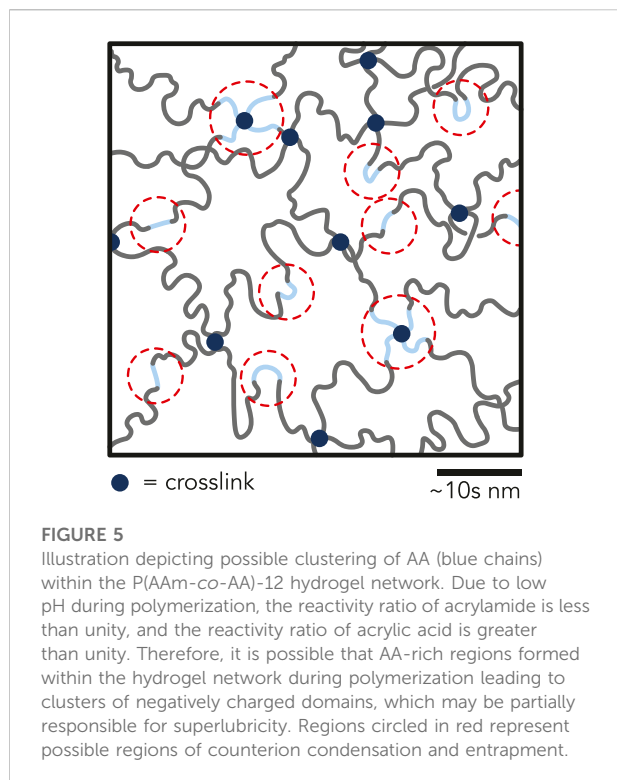 = crosslink
~10s nm
FIGURE 5
Illustration depicting possible clustering of AA (blue chains)
within the P(AAm-co-AA)-12 hydrogel network. Due to low
pH during polymerization, the reactivity ratio of acrylamide is less
than unity, and the reactivity ratio of acrylic acid is greater
than unity. Therefore, it is possible that AA-rich regions formed
within the hydrogel network during polymerization leading to
clusters of negatively charged domains, which may be partially
responsible for superlubricity. Regions circled in red represent
possible regions of counterion condensation and entrapment.